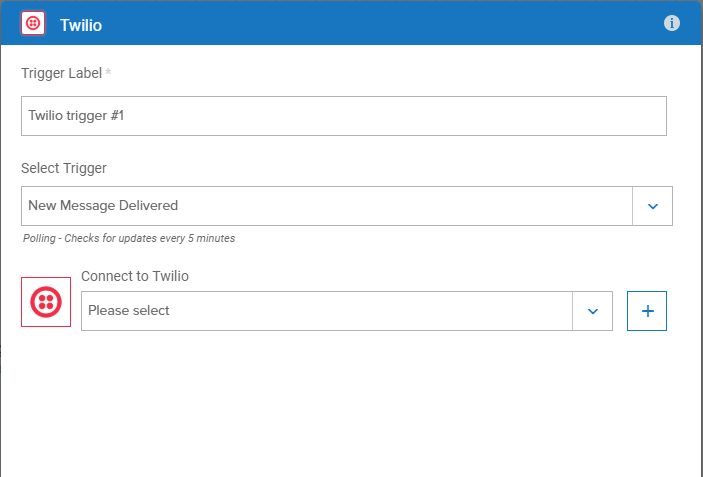 Twilio
Trigger Label *
Twilio trigger #1
Select Trigger
New Message Delivered
Polling - Checks for updates every 5 minutes
Connect to Twilio
Please select